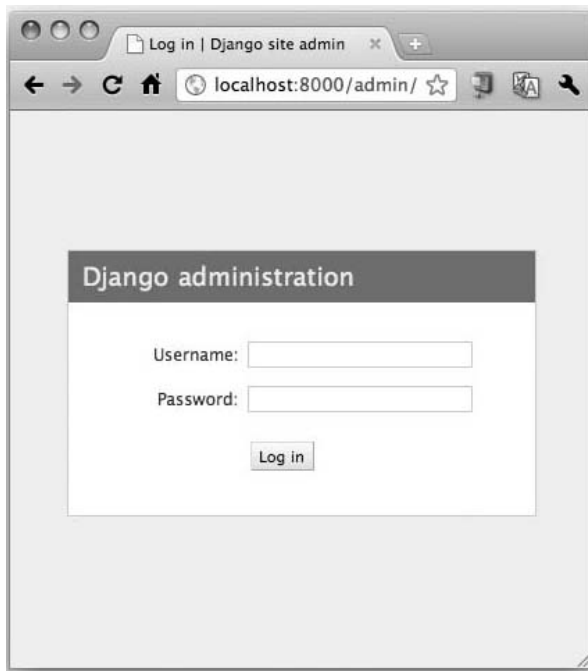 Log in | Django site admin
localhost:8000/admin/
Django administration
Username:
Password:
Log in